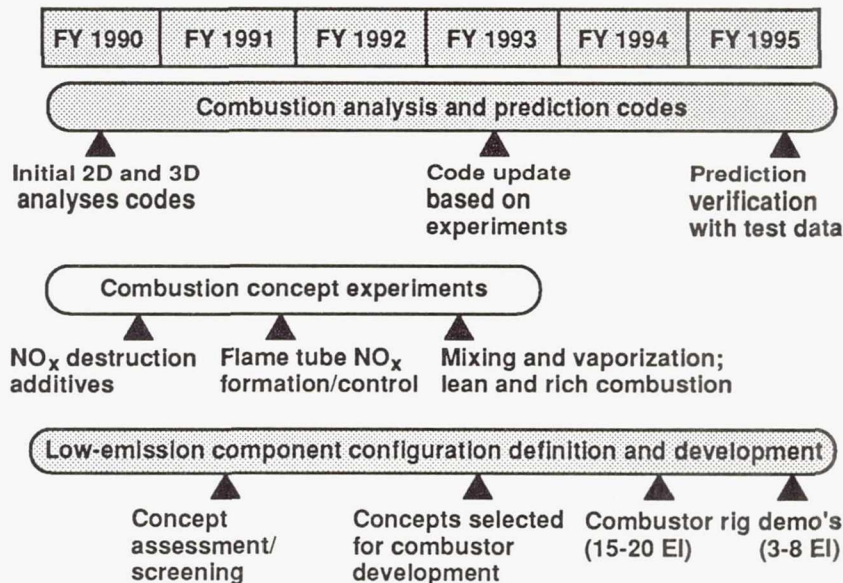 FY 1990 FY 1991 FY 1992 FY 1993 FY 1994 FY 1995
Combustion analysis and prediction codes
Initial 2D and 3D
analyses codes
Code update
based on
experiments
Prediction
verification
with test data
Combustion concept experiments
NOx destruction
additives
Flame tube NOx
formation/control
Mixing and vaporization;
lean and rich combustion
Low-emission component configuration definition and development
Concept
assessment/
screening
Concepts selected
for combustor
development
Combustor rig demo's
(15-20 EI) (3-8 EI)